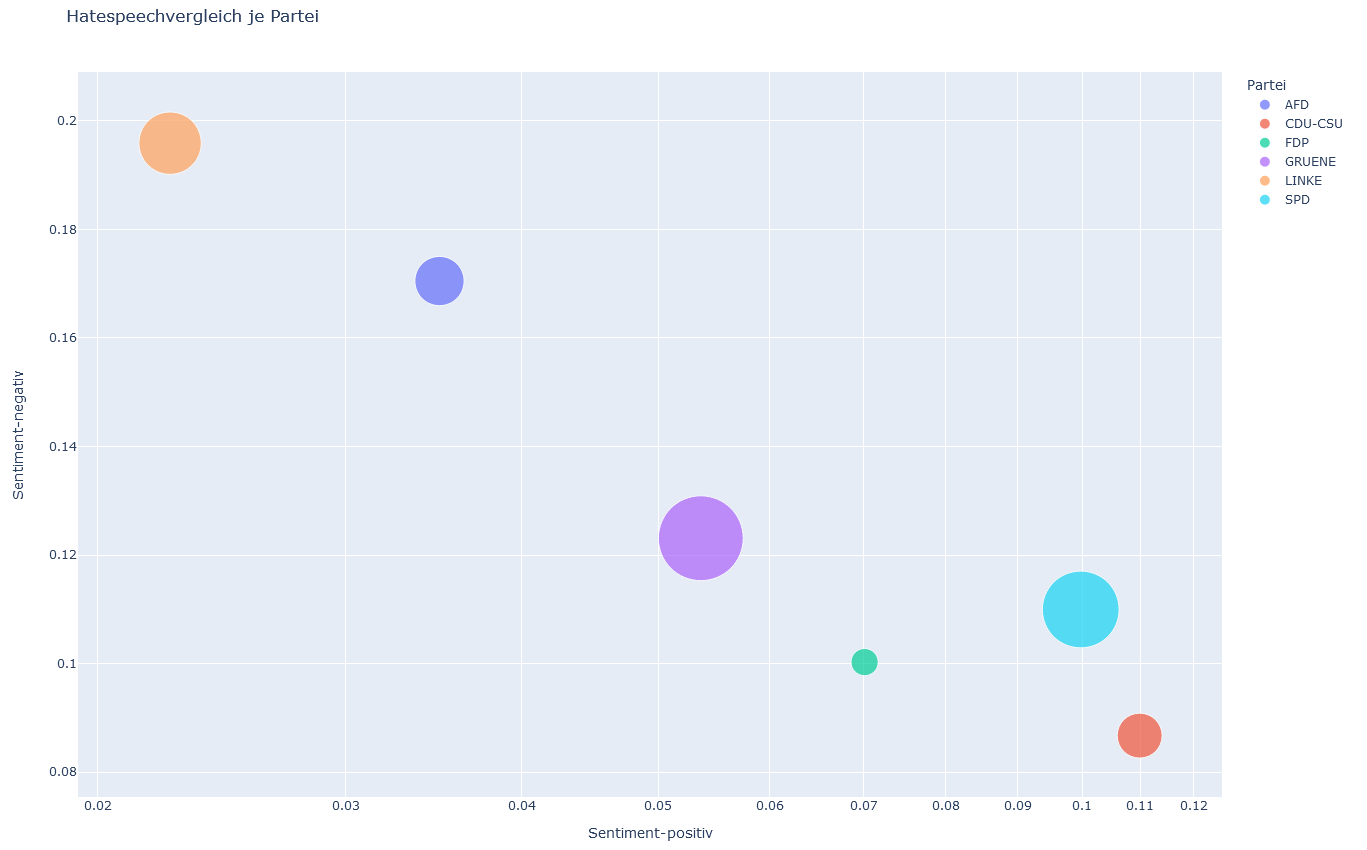 Hatespeechvergleich je Partei
Partei
AFD
CDU-CSU
FDP
GRUENE
LINKE
SPD
Sentiment-negativ
0.2
0.18
0.16
0.14
0.12
0.1
0.08
0.02 0.03 0.04 0.05 0.06 0.07 0.08 0.09 0.1 0.11 0.12
Sentiment-positiv